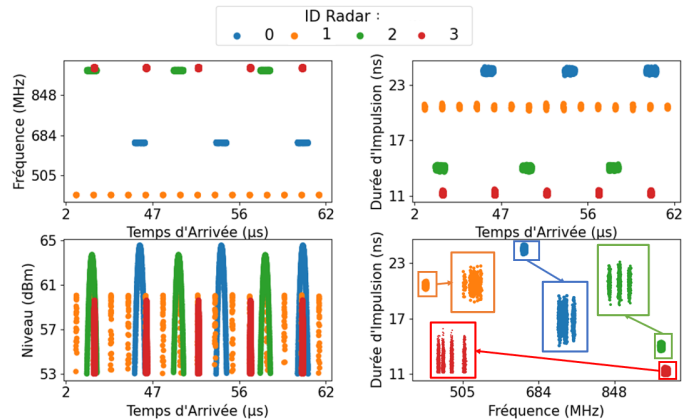 ID Radar :
0 1 2 3
Fréquence (MHz)
848
684
505
2 47 56 62
Temps d'Arrivée (µs)
Durée d'Impulsion (ns)
23
17
11
2 47 56 62
Temps d'Arrivée (µs)
Niveau (dBm)
65
61
57
53
2 47 56 62
Temps d'Arrivée (µs)
Durée d'Impulsion (ns)
23
17
11
505 684 848
Fréquence (MHz)